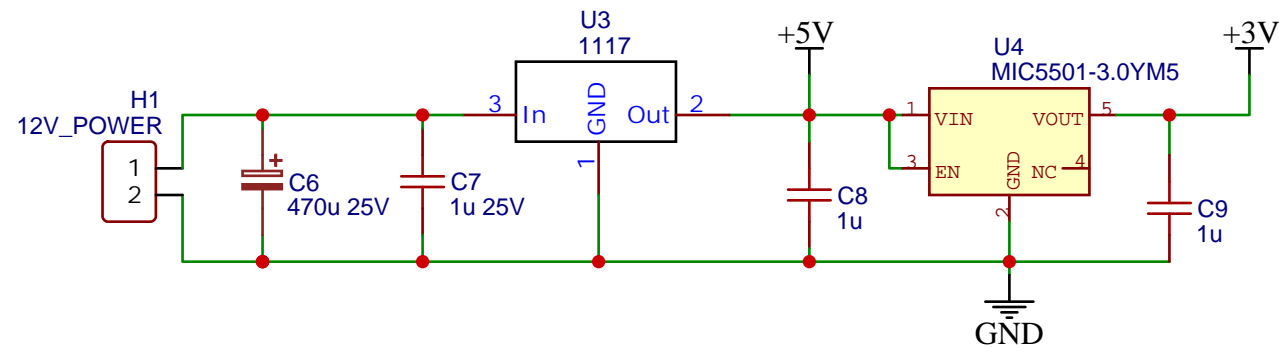 H1
12V_POWER
1
2
+
C6
470u 25V
C7
1u 25V
U3
1117
3
In
GND
Out
2
1
+5V
C8
1u
U4
MIC5501-3.0YM5
1
VIN
VOUT
5
3
EN
GND
NC
4
2
+3V
C9
1u
GND